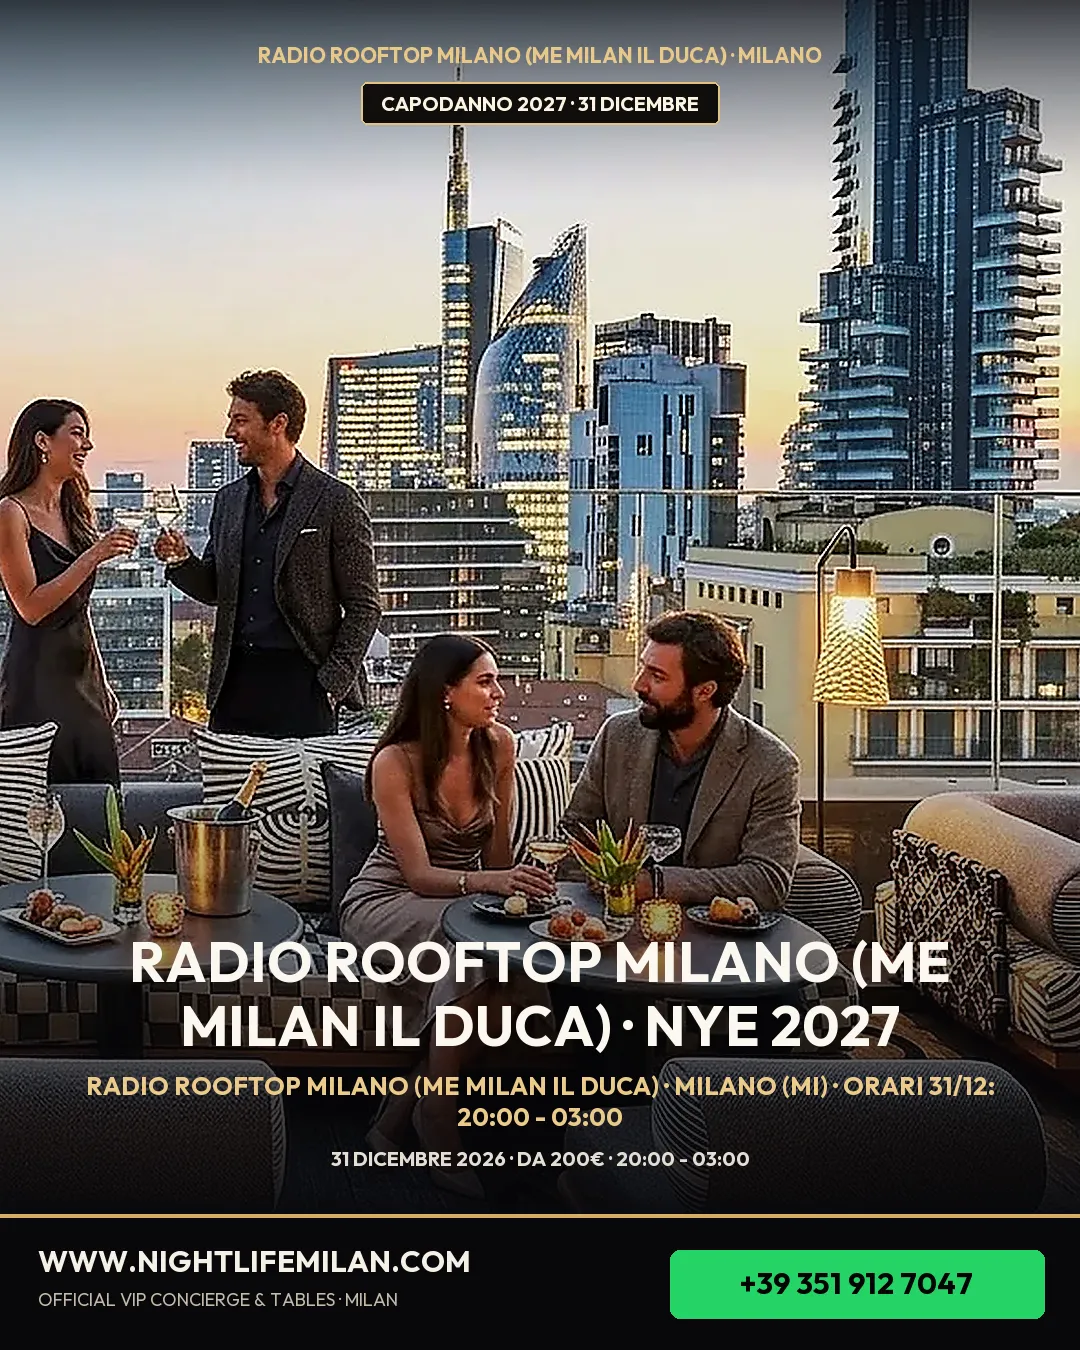 RADIO ROOFTOP MILANO (ME MILAN IL DUCA) · MILANO
CAPODANNO 2027 · 31 DICEMBRE
RADIO ROOFTOP MILANO (ME
MILAN IL DUCA) · NYE 2027
RADIO ROOFTOP MILANO (ME MILAN IL DUCA) · MILANO (MI) · ORARI 31/12:
20:00 - 03:00
31 DICEMBRE 2026 · DA 200€ · 20:00 - 03:00
WWW.NIGHTLIFEMILAN.COM
OFFICIAL VIP CONCIERGE & TABLES · MILAN
+39 351 912 7047